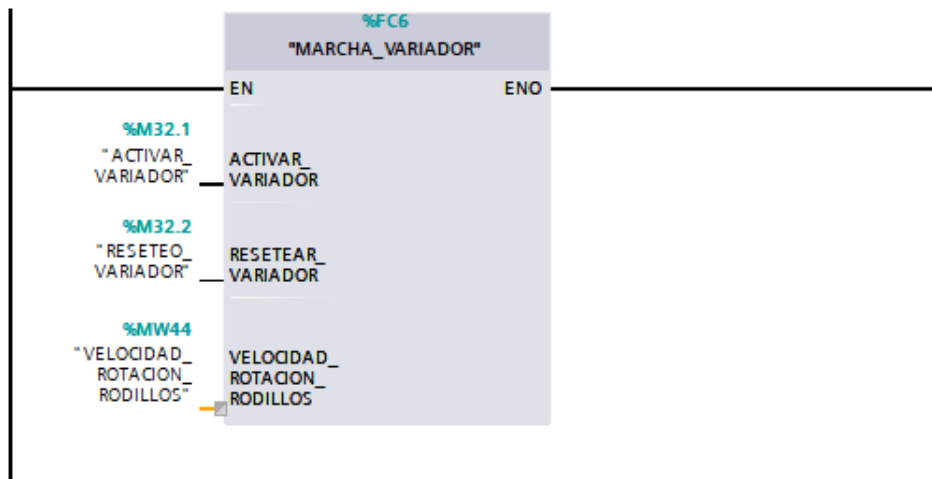 %FC6
"MARCHA_VARIADOR"
EN ENO
%M32.1
"ACTIVAR_
VARIADOR"
ACTIVAR_
VARIADOR
%M32.2
"RESETEO_
VARIADOR"
RESETEAR_
VARIADOR
%MW44
"VELOCIDAD_
ROTACION_
RODILLOS"
VELOCIDAD_
ROTACION_
RODILLOS